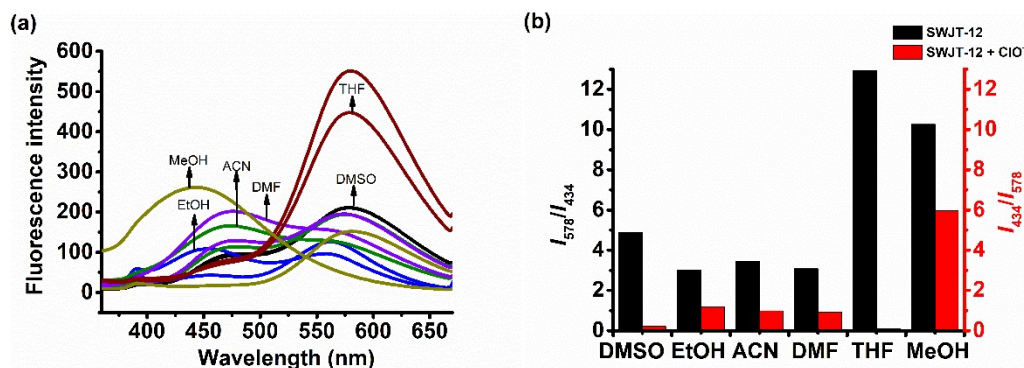 (a)
600
500
400
300
200
100
0
Fluorescence intensity
400 450 500 550 600 650
Wavelength (nm)
MeOH
EtOH
ACN
DMF
THF
DMSO
(b)
SWJT-12
SWJT-12 + ClO⁻
12
10
8
6
4
2
0
I578/I434
12
10
8
6
4
2
0
I434/I578
DMSO EtOH ACN DMF THF MeOH